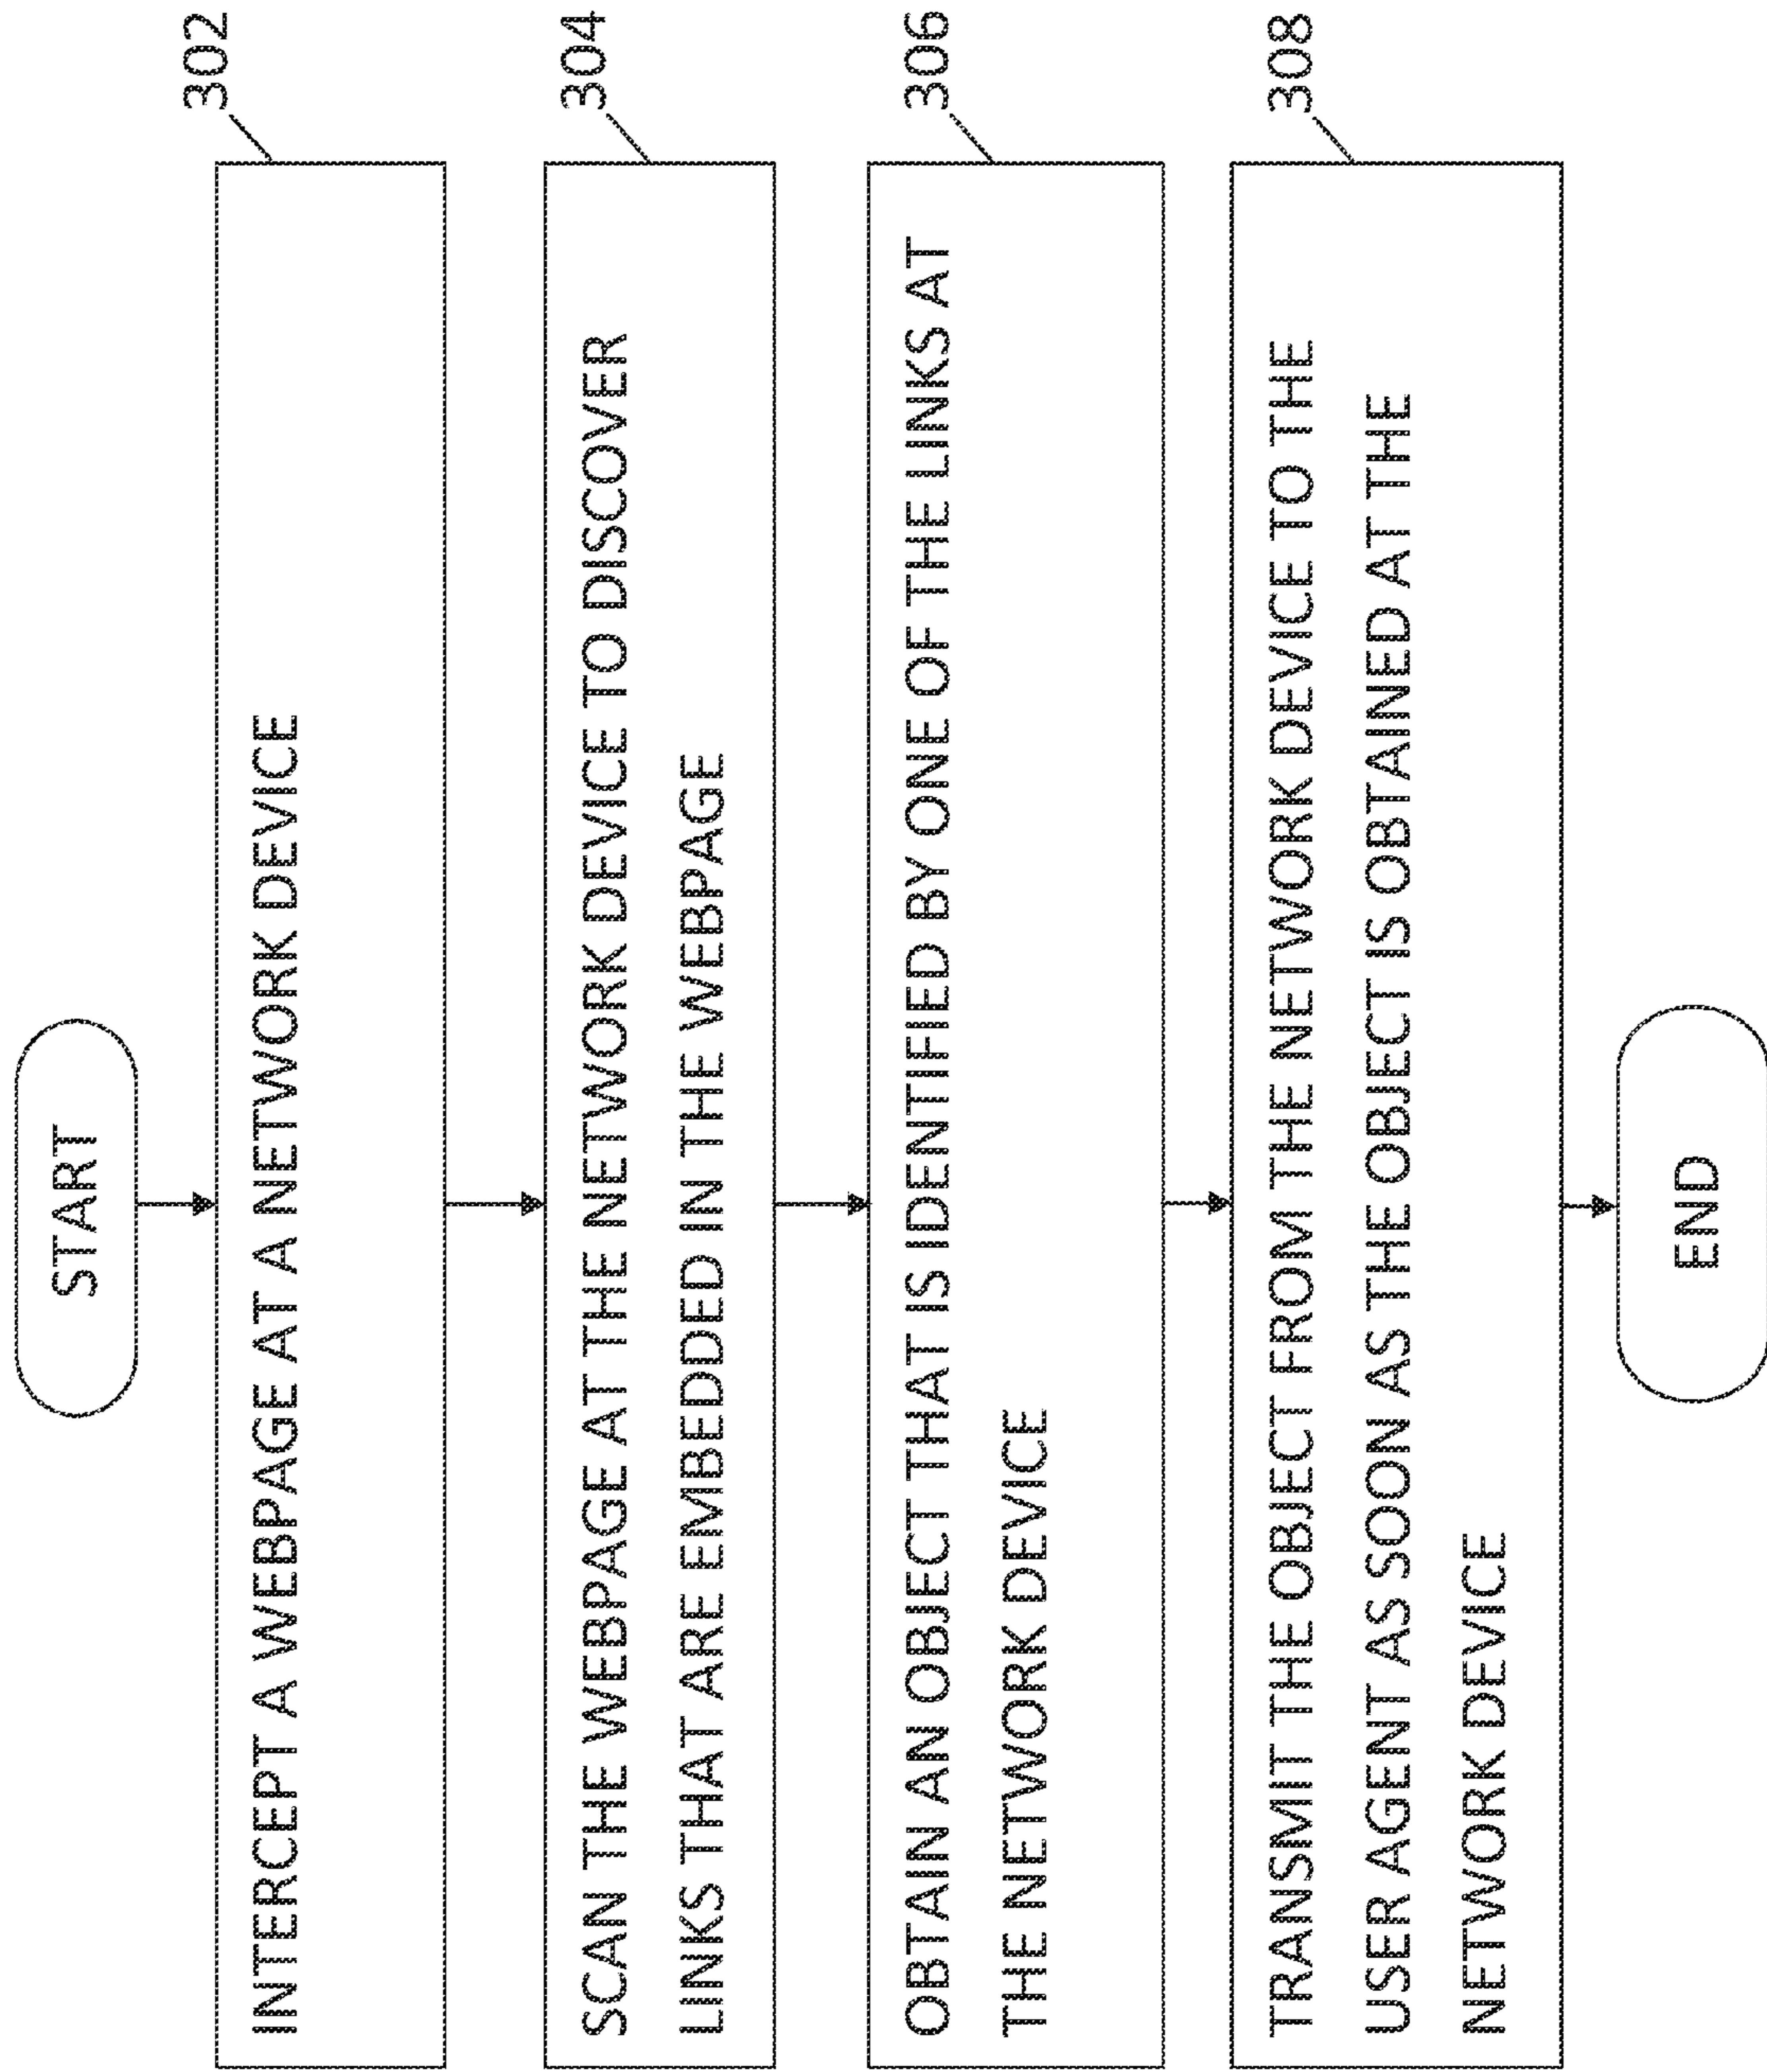 START
302
INTERCEPT A WEBPAGE AT A NETWORK DEVICE
304
SCAN THE WEBPAGE AT THE NETWORK DEVICE TO DISCOVER
LINKS THAT ARE EMBEDDED IN THE WEBPAGE
306
OBTAIN AN OBJECT THAT IS IDENTIFIED BY ONE OF THE LINKS AT
THE NETWORK DEVICE
308
TRANSMIT THE OBJECT FROM THE NETWORK DEVICE TO THE
USER AGENT AS SOON AS THE OBJECT IS OBTAINED AT THE
NETWORK DEVICE
END